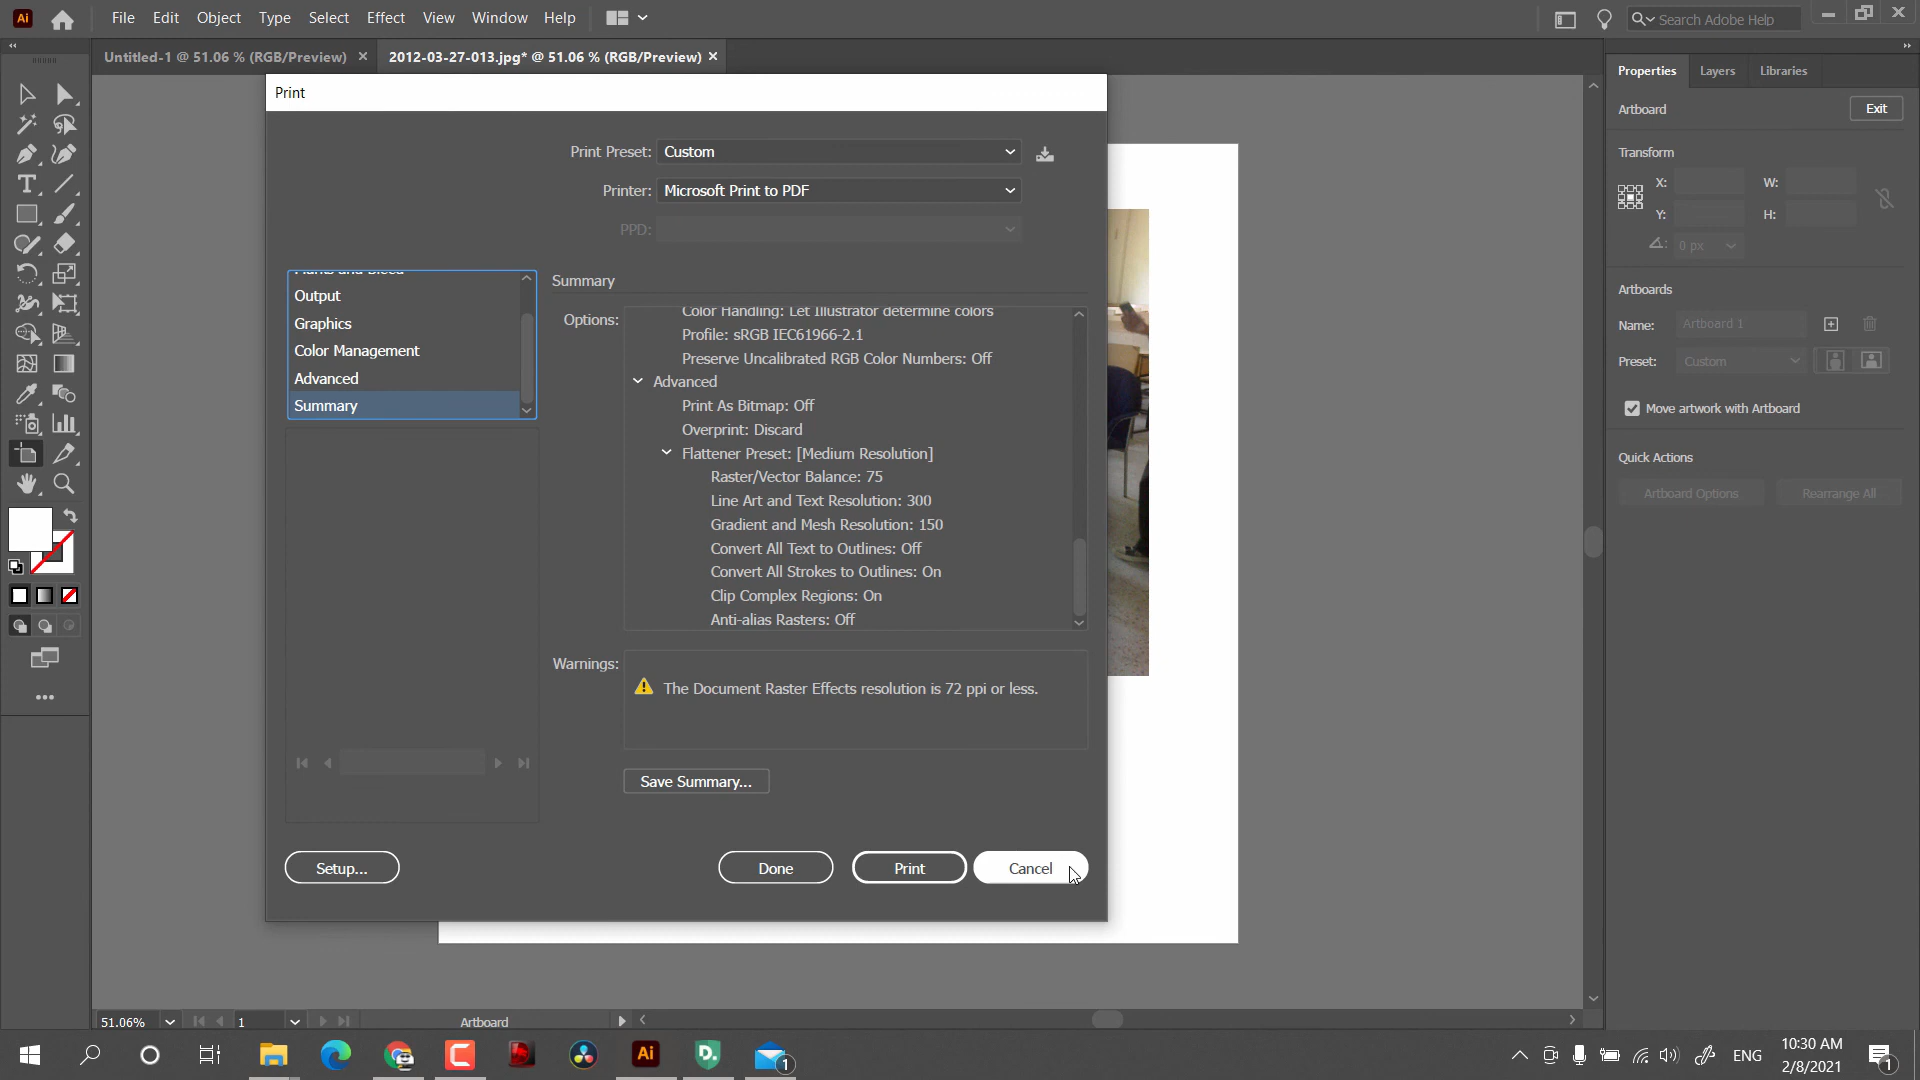 Ai File Edit Object Type Select Effect View Window Help Search Adobe Help
Untitled-1 @ 51.06 % (RGB/Preview) × 2012-03-27-013.jpg* @ 51.06 % (RGB/Preview) ×
Print
Print Preset: Custom
Printer: Microsoft Print to PDF
PPD:
Marks and Bleed
Output
Graphics
Color Management
Advanced
Summary
Summary
Options:
Color Handling: Let Illustrator determine colors
Profile: sRGB IEC61966-2.1
Preserve Uncalibrated RGB Color Numbers: Off
Advanced
Print As Bitmap: Off
Overprint: Discard
Flattener Preset: [Medium Resolution]
Raster/Vector Balance: 75
Line Art and Text Resolution: 300
Gradient and Mesh Resolution: 150
Convert All Text to Outlines: Off
Convert All Strokes to Outlines: On
Clip Complex Regions: On
Anti-alias Rasters: Off
Warnings:
The Document Raster Effects resolution is 72 ppi or less.
Save Summary...
Setup... Done Print Cancel
Properties Layers Libraries
Artboard Exit
Transform
X: W:
Y: H:
0 px
Artboards
Name: Artboard 1
Preset: Custom
Move artwork with Artboard
Quick Actions
Artboard Options Rearrange All
51.06% 1 Artboard
Ai D. 1 ENG 10:30 AM 1
2/8/2021